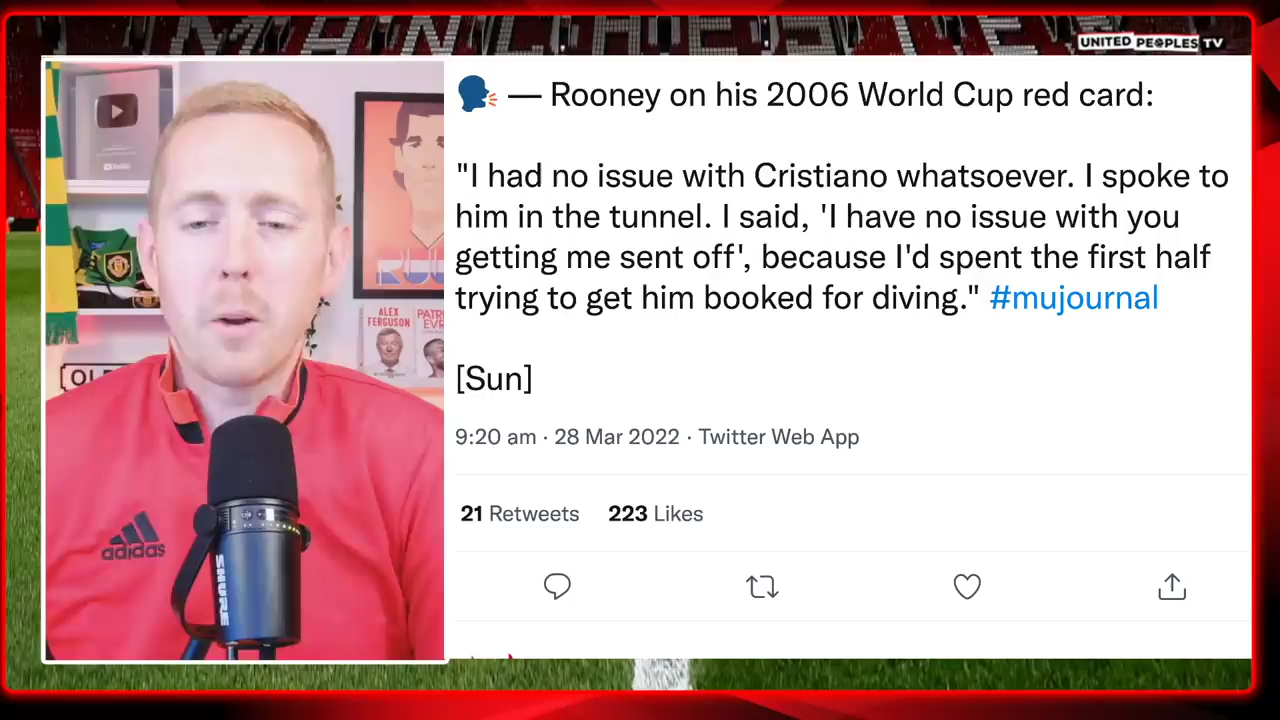 MANCHESTER
UNITED PEOPLES TV
— Rooney on his 2006 World Cup red card:
"I had no issue with Cristiano whatsoever. I spoke to
him in the tunnel. I said, 'I have no issue with you
getting me sent off', because I'd spent the first half
trying to get him booked for diving." #mujournal
[Sun]
9:20 am · 28 Mar 2022 · Twitter Web App
21 Retweets 223 Likes
ALEX
FERGUSON
adidas
SHURE